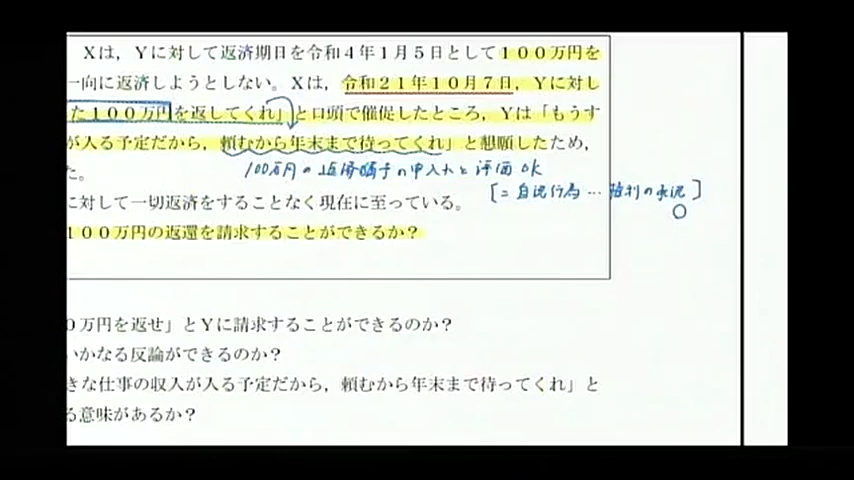 Xは，Yに対して返済期日を令和4年1月5日として100万円を
一向に返済しようとしない。Xは，令和21年10月7日，Yに対し
た100万円を返してくれ」と口頭で催促したところ，Yは「もうす
が入る予定だから，頼むから年末まで待ってくれ」と懇願したため，
た。
100万円の返済猶予の申入れと評価OK
に対して一切返済をすることなく現在に至っている。
[=自認行為…権利の承認]
○
100万円の返還を請求することができるか？
0万円を返せ」とYに請求することができるのか？
いかなる反論ができるのか？
きな仕事の収入が入る予定だから，頼むから年末まで待ってくれ」と
る意味があるか？